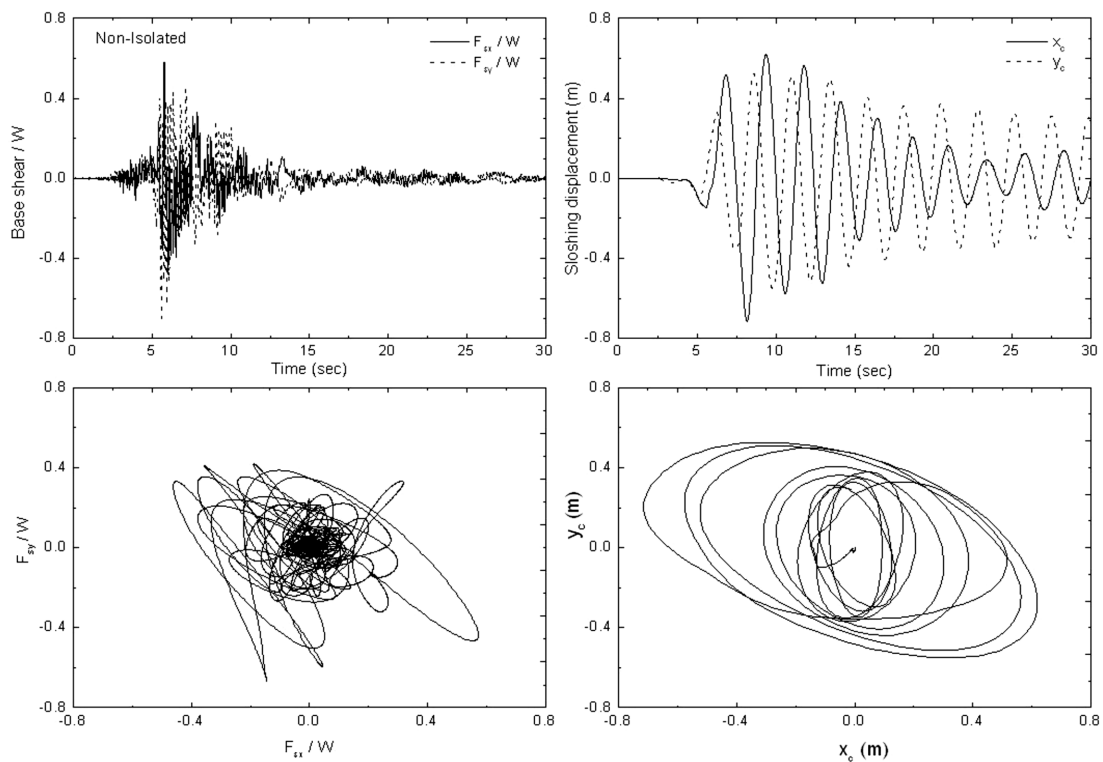 Non-Isolated
F_sx / W
F_sy / W
0.8
0.4
0.0
-0.4
-0.8
Base shear / W
0 5 10 15 20 25 30
Time (sec)
x_c
y_c
0.8
0.4
0.0
-0.4
-0.8
Sloshing displacement (m)
0 5 10 15 20 25 30
Time (sec)
0.8
0.4
0.0
-0.4
-0.8
F_sy / W
-0.8 -0.4 0.0 0.4 0.8
F_sx / W
0.8
0.4
0.0
-0.4
-0.8
y_c (m)
-0.8 -0.4 0.0 0.4 0.8
x_c (m)